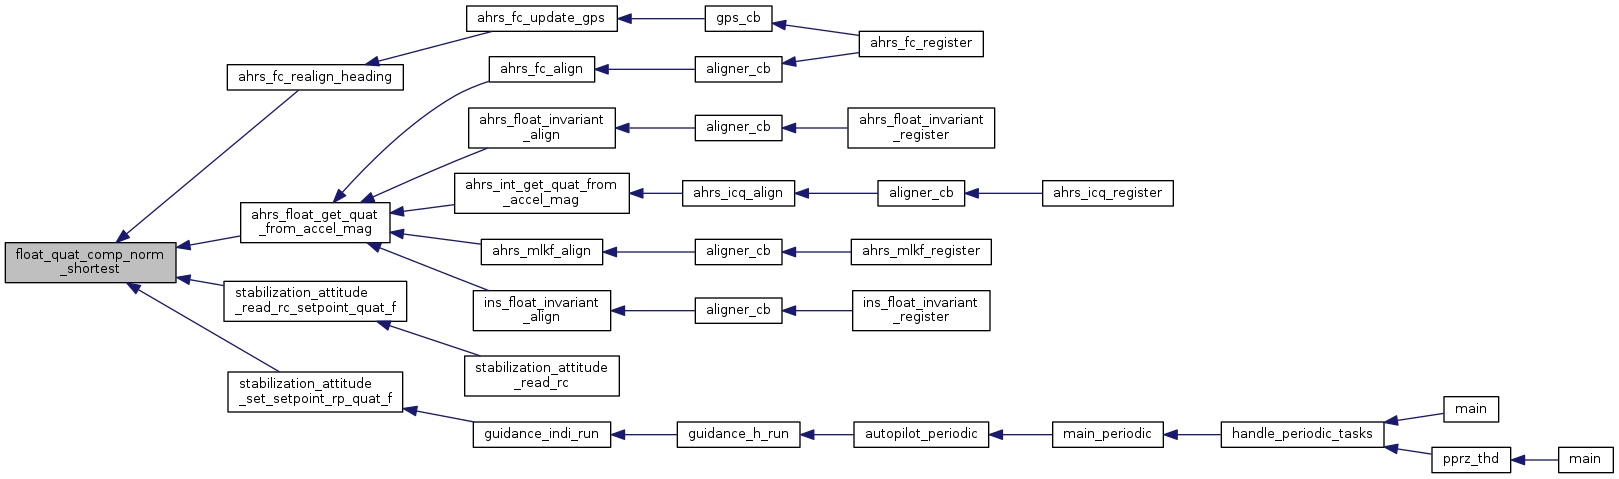 ahrs_fc_update_gps
gps_cb
ahrs_fc_register
ahrs_fc_realign_heading
ahrs_fc_align
aligner_cb
ahrs_float_invariant
_align
aligner_cb
ahrs_float_invariant
_register
ahrs_int_get_quat_from
_accel_mag
ahrs_icq_align
aligner_cb
ahrs_icq_register
ahrs_float_get_quat
_from_accel_mag
float_quat_comp_norm
_shortest
ahrs_mlkf_align
aligner_cb
ahrs_mlkf_register
stabilization_attitude
_read_rc_setpoint_quat_f
ins_float_invariant
_align
aligner_cb
ins_float_invariant
_register
stabilization_attitude
_read_rc
stabilization_attitude
_set_setpoint_rp_quat_f
guidance_indi_run
guidance_h_run
autopilot_periodic
main_periodic
handle_periodic_tasks
main
pprz_thd
main